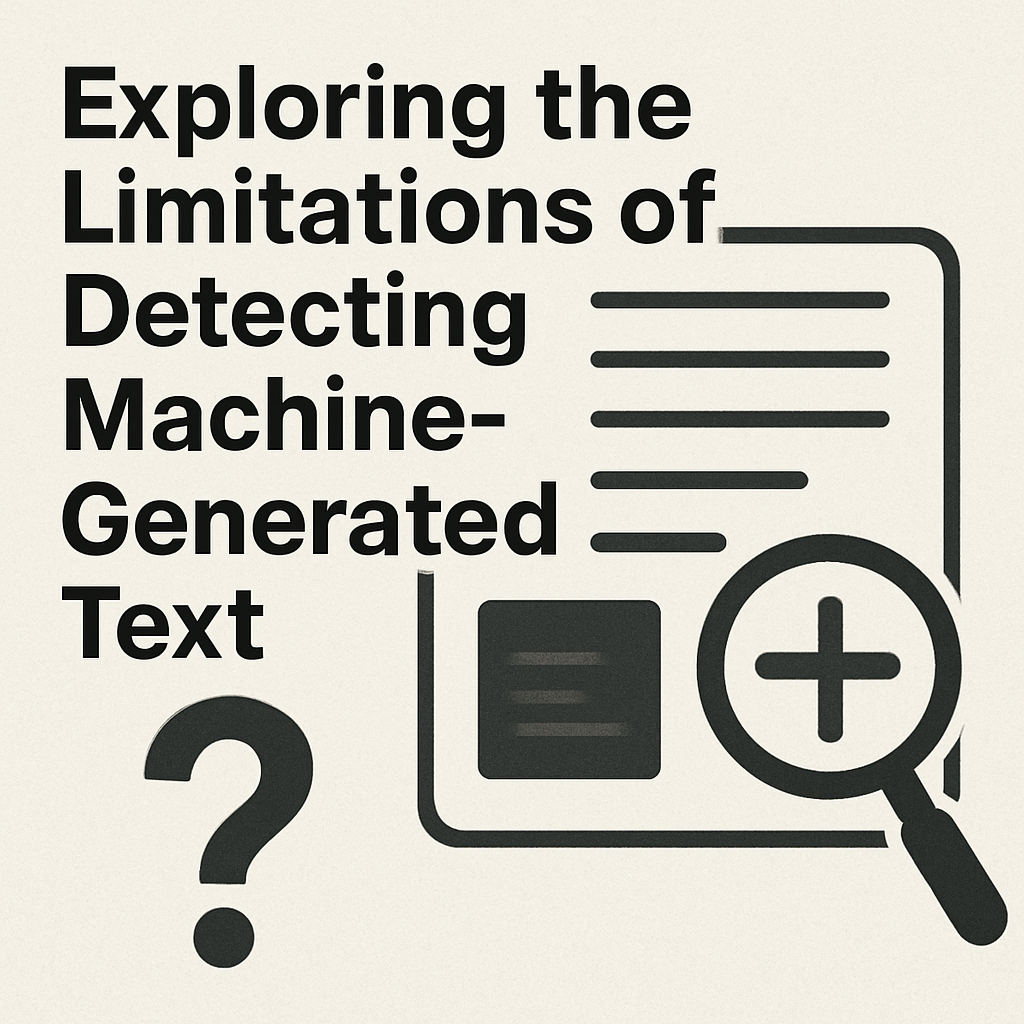 Exploring the
Limitations of
Detecting
Machine-
Generated
Text
?